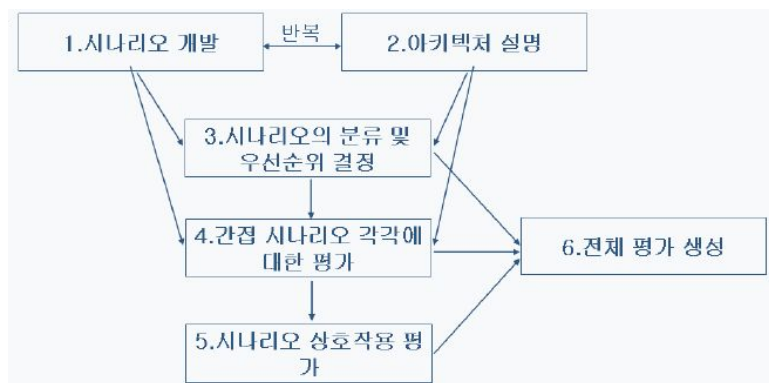 1.시나리오 개발
반복
2.아키텍처 설명
3.시나리오의 분류 및
우선순위 결정
4.간접 시나리오 각각에
대한 평가
6.전체 평가 생성
5.시나리오 상호작용 평
가